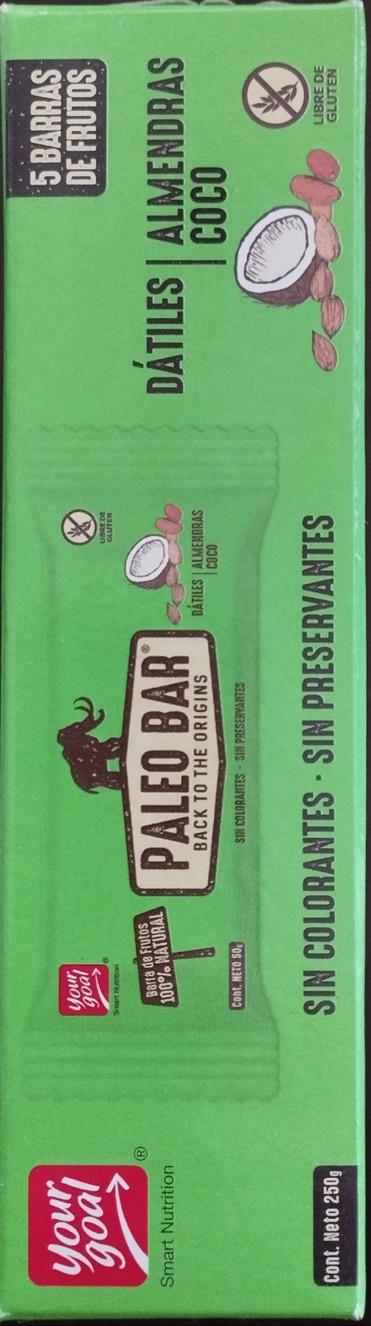 your
goal
®
Smart Nutrition
Cont. Neto 250g
your
goal
®
Smart Nutrition
Barra de Frutos
100% NATURAL
Cont. NETO 50g
PALEO BAR®
BACK TO THE ORIGINS
SIN COLORANTES · SIN PRESERVANTES
LIBRE DE
GLUTEN
DÁTILES | ALMENDRAS
COCO
SIN COLORANTES · SIN PRESERVANTES
5 BARRAS
DE FRUTOS
DÁTILES | ALMENDRAS
COCO
LIBRE DE
GLUTEN